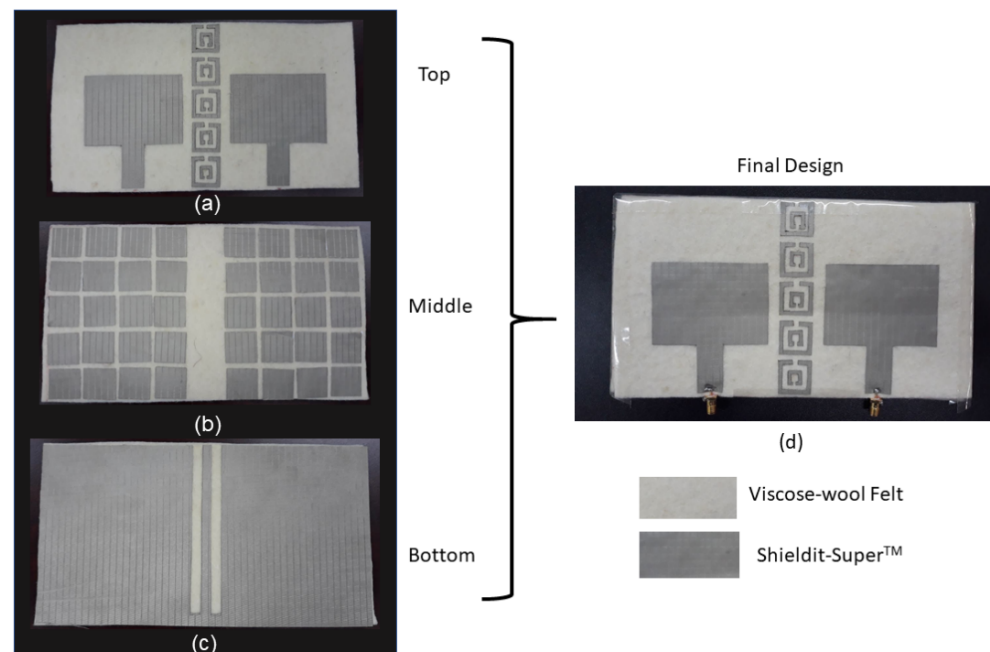 Top
(a)
Middle
(b)
Bottom
(c)
Final Design
(d)
Viscose-wool Felt
Shieldit-Super™